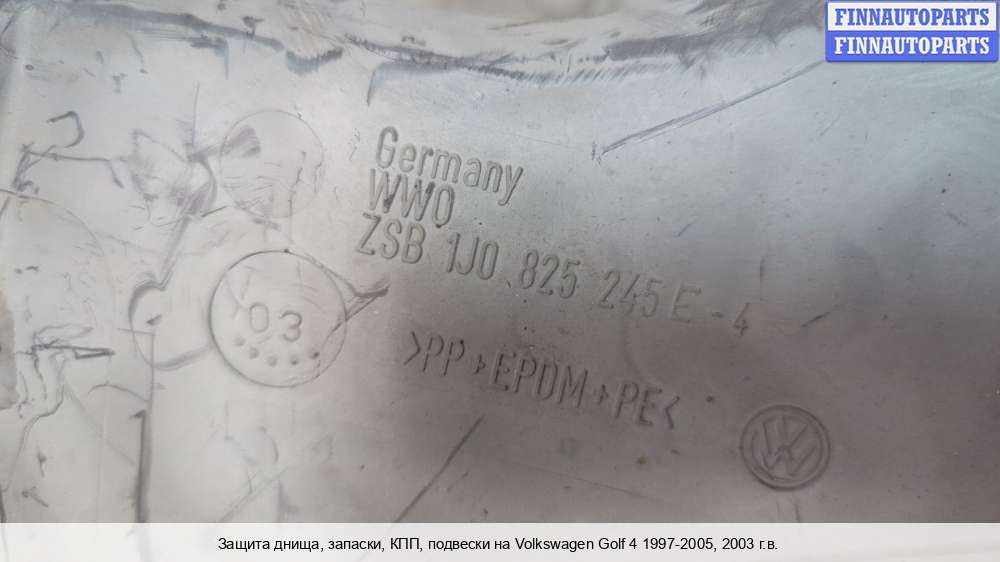 FINNAUTOPARTS
FINNAUTOPARTS
Germany
WWO
ZSB 1J0 825 245 E - 4
03
>PP+EPDM+PE<
VW
Защита днища, запаски, КПП, подвески на Volkswagen Golf 4 1997-2005, 2003 г.в.